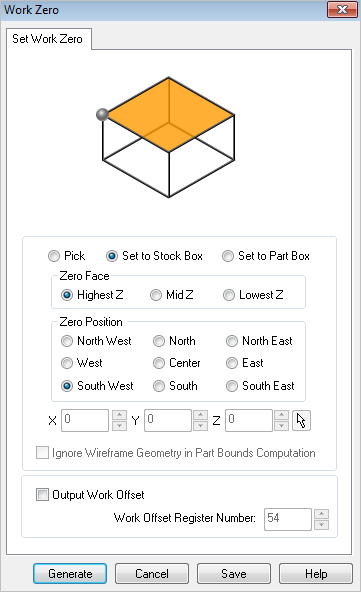 Work Zero
Set Work Zero
Pick Set to Stock Box Set to Part Box
Zero Face
Highest Z Mid Z Lowest Z
Zero Position
North West North North East
West Center East
South West South South East
X 0 Y 0 Z 0
Ignore Wireframe Geometry in Part Bounds Computation
Output Work Offset
Work Offset Register Number: 54
Generate Cancel Save Help